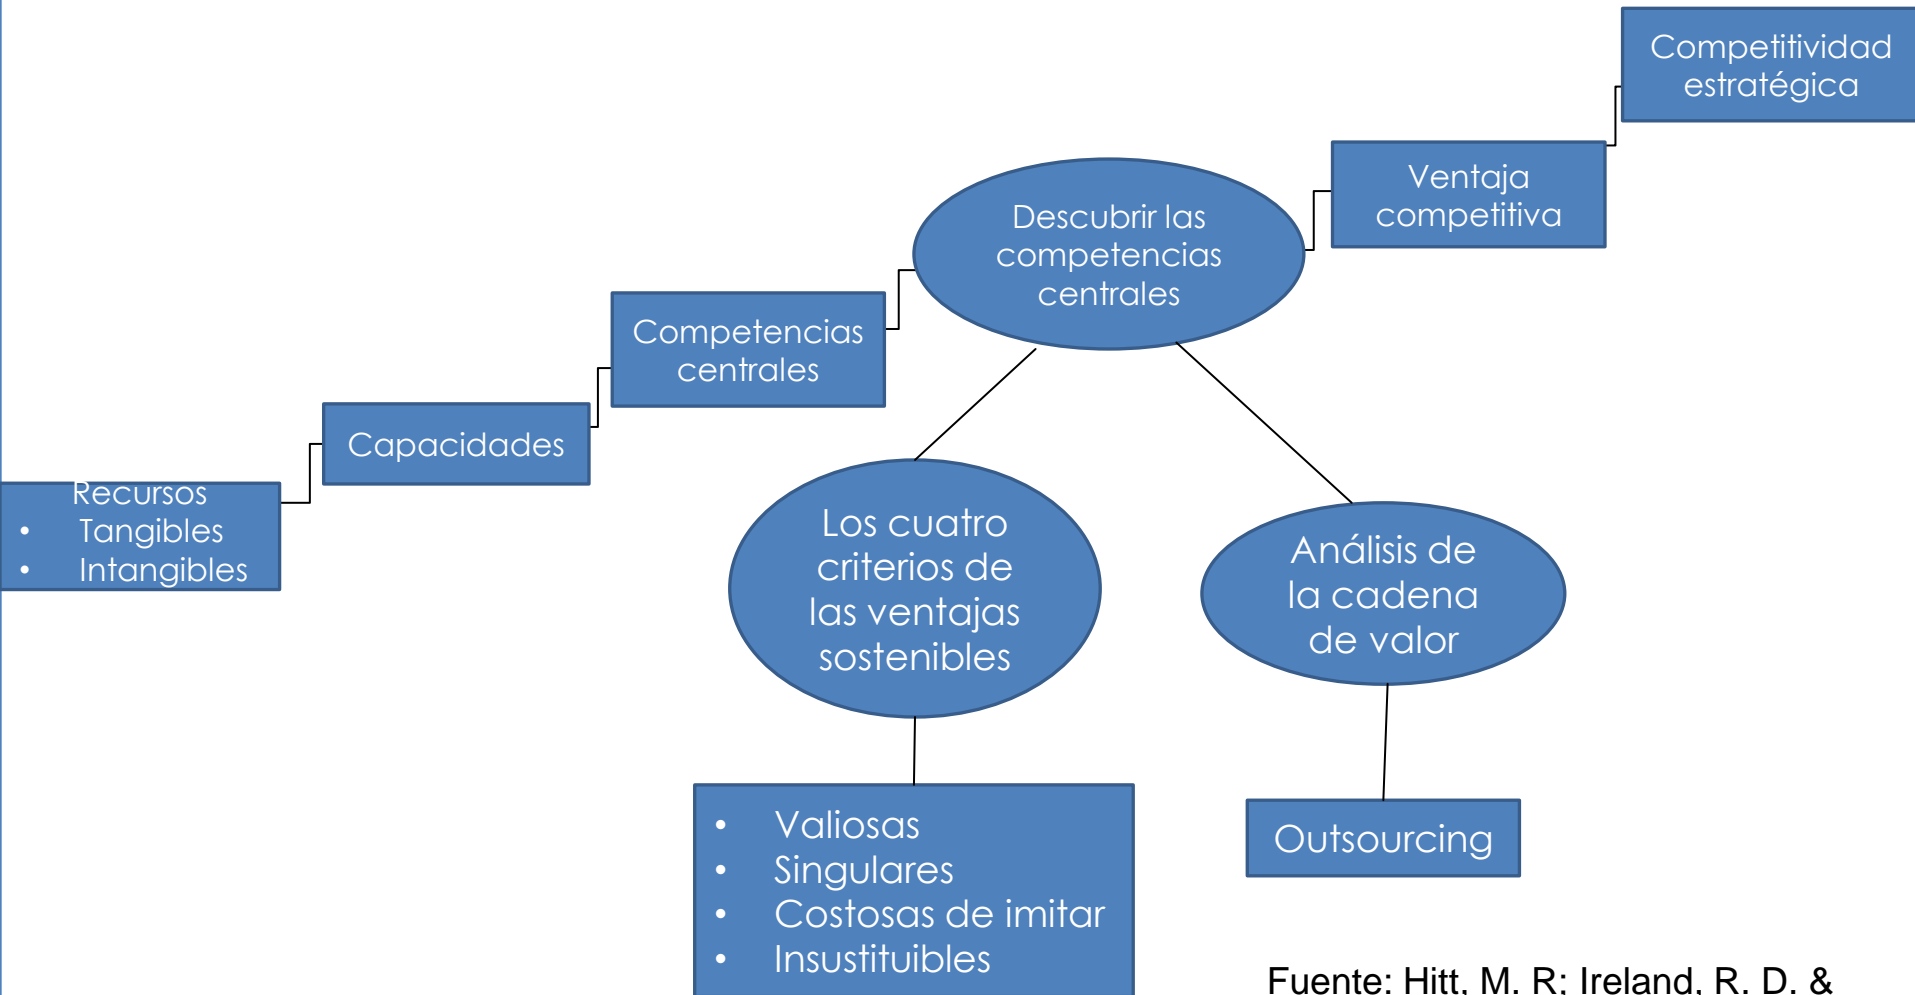 Competitividad
estratégica
Ventaja
competitiva
Descubrir las
competencias
centrales
Competencias
centrales
Capacidades
Recursos
• Tangibles
• Intangibles
Los cuatro
criterios de
las ventajas
sostenibles
Análisis de
la cadena
de valor
• Valiosas
• Singulares
• Costosas de imitar
• Insustituibles
Outsourcing
Fuente: Hitt, M. R; Ireland, R. D. &